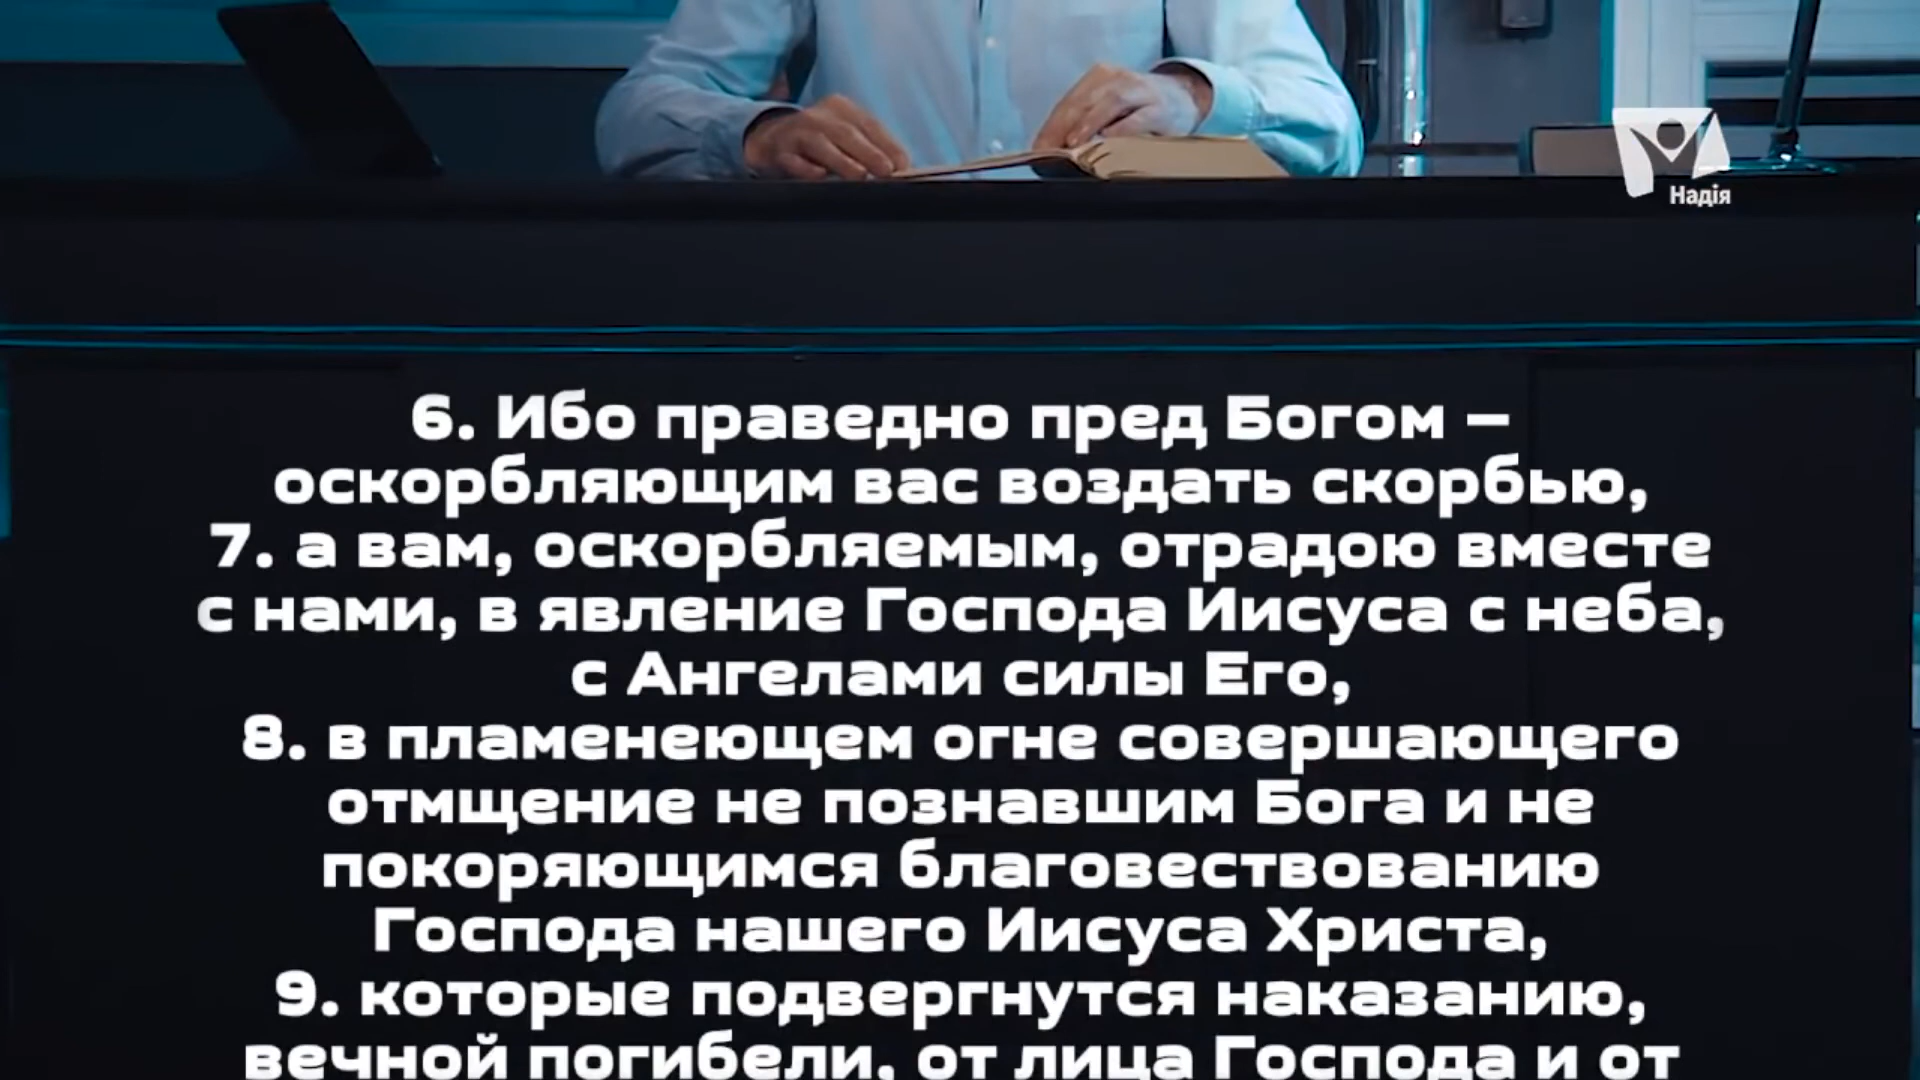 Надія
6. Ибо праведно пред Богом –
оскорбляющим вас воздать скорбью,
7. а вам, оскорбляемым, отрадою вместе
с нами, в явление Господа Иисуса с неба,
с Ангелами силы Его,
8. в пламенеющем огне совершающего
отмщение не познавшим Бога и не
покоряющимся благовествованию
Господа нашего Иисуса Христа,
9. которые подвергнутся наказанию,
вечной погибели, от лица Господа и от